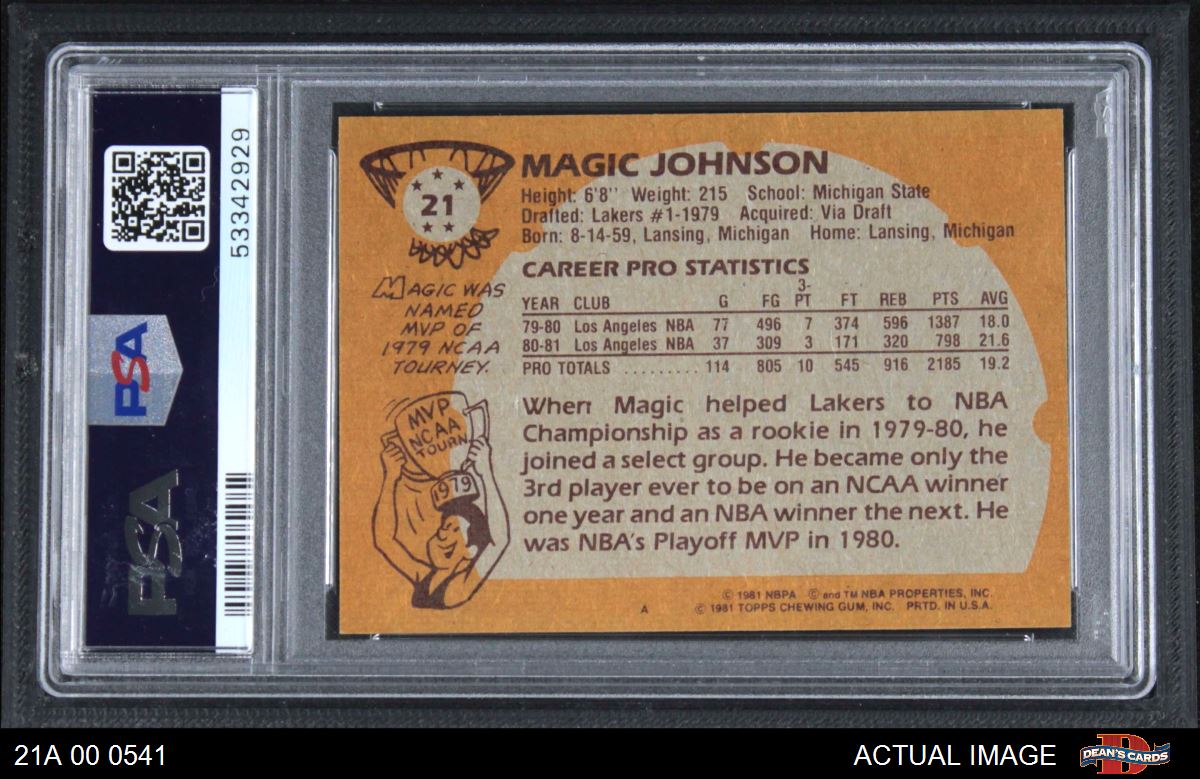 53342929
PSA
PSA
21
MAGIC JOHNSON
Height: 6'8'' Weight: 215 School: Michigan State
Drafted: Lakers #1-1979 Acquired: Via Draft
Born: 8-14-59, Lansing, Michigan Home: Lansing, Michigan
MAGIC WAS
NAMED
MVP OF
1979 NCAA
TOURNEY.
MVP
NCAA
TOURN
1979
CAREER PRO STATISTICS
YEAR CLUB G FG 3-PT FT REB PTS AVG
79-80 Los Angeles NBA 77 496 7 374 596 1387 18.0
80-81 Los Angeles NBA 37 309 3 171 320 798 21.6
PRO TOTALS ......... 114 805 10 545 916 2185 19.2
When Magic helped Lakers to NBA
Championship as a rookie in 1979-80, he
joined a select group. He became only the
3rd player ever to be on an NCAA winner
one year and an NBA winner the next. He
was NBA's Playoff MVP in 1980.
© 1981 NBPA © and TM NBA PROPERTIES, INC.
A © 1981 TOPPS CHEWING GUM, INC. PRTD. IN U.S.A.
21A 00 0541
ACTUAL IMAGE
DEAN'S CARDS